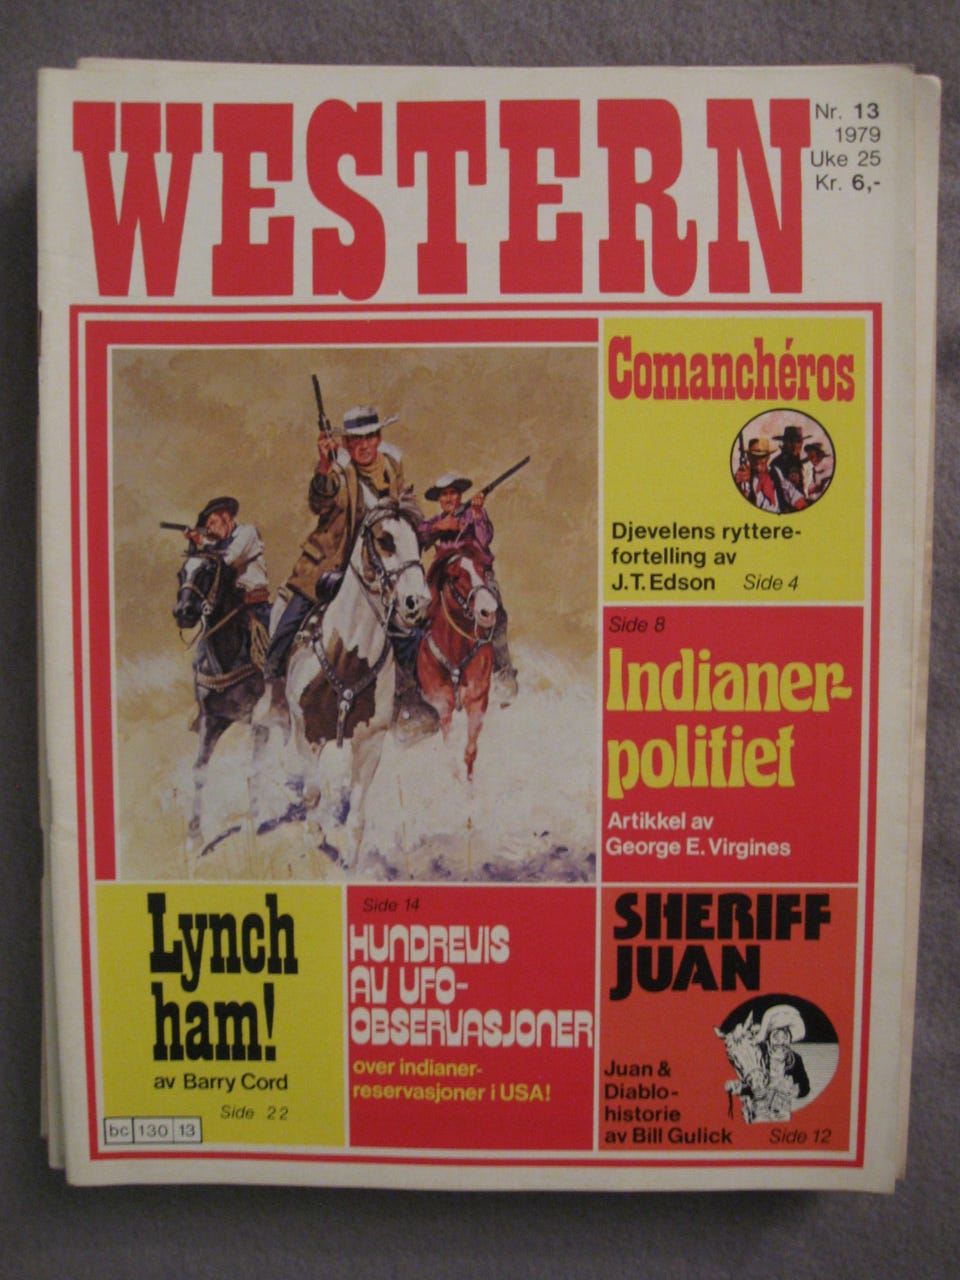 WESTERN
Nr. 13
1979
Uke 25
Kr. 6,-
Comanchéros
Djevelens ryttere-
fortelling av
J.T. Edson Side 4
Side 8
Indianer-
politiet
Artikkel av
George E. Virgines
Lynch
ham!
av Barry Cord
Side 22
bc 130 13
Side 14
HUNDREVIS
AV UFO-
OBSERVASJONER
over indianer-
reservasjoner i USA!
SHERIFF
JUAN
Juan &
Diablo-
historie
av Bill Gulick Side 12